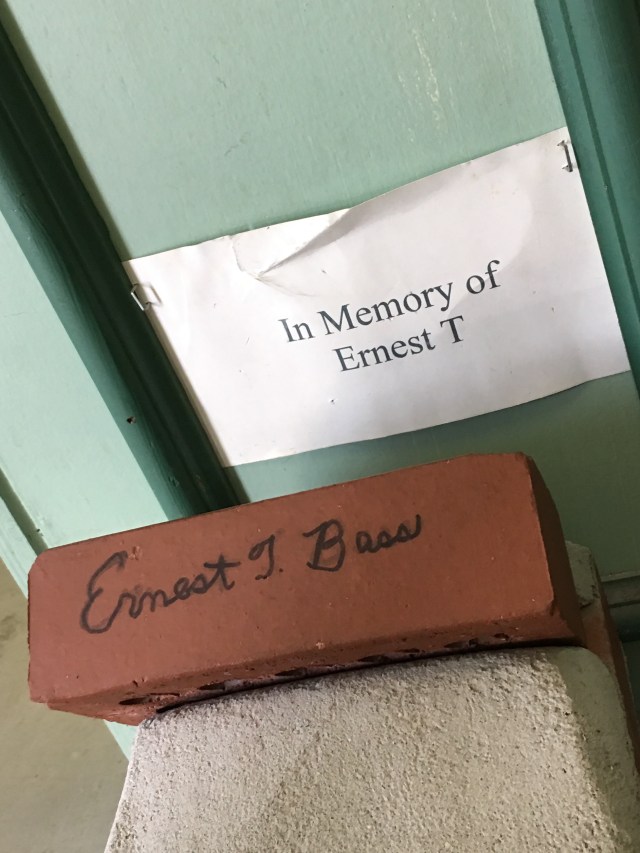 In Memory of
Ernest T
Ernest T. Bass